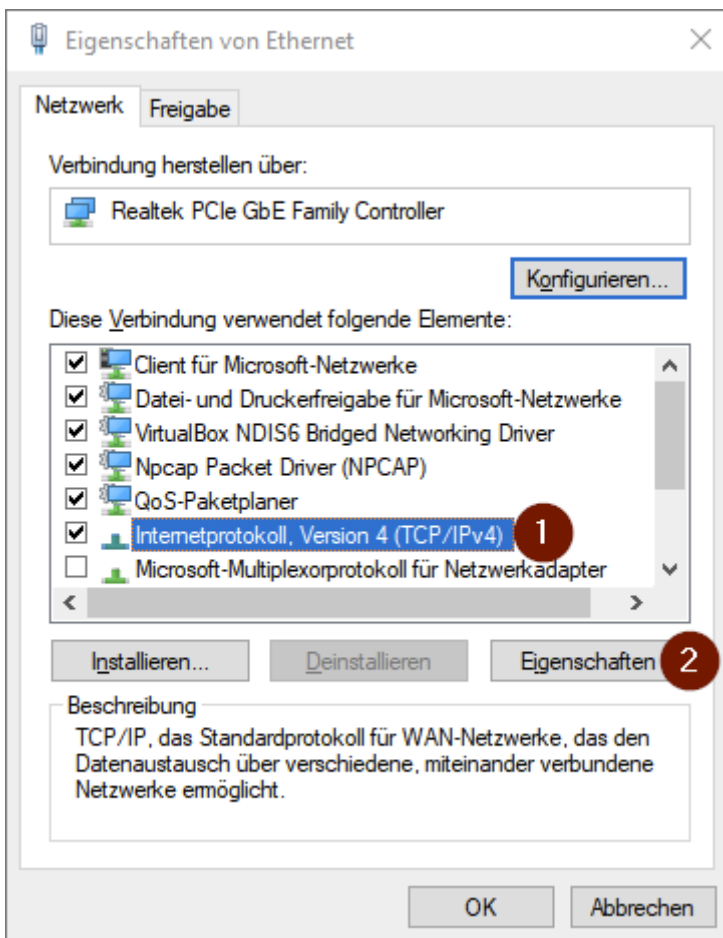 Eigenschaften von Ethernet
Netzwerk
Freigabe
Verbindung herstellen über:
Realtek PCIe GbE Family Controller
Konfigurieren...
Diese Verbindung verwendet folgende Elemente:
Client für Microsoft-Netzwerke
Datei- und Druckerfreigabe für Microsoft-Netzwerke
VirtualBox NDIS6 Bridged Networking Driver
Npcap Packet Driver (NPCAP)
QoS-Paketplaner
Internetprotokoll, Version 4 (TCP/IPv4) 1
Microsoft-Multiplexorprotokoll für Netzwerkadapter
Installieren... Deinstallieren Eigenschaften 2
Beschreibung
TCP/IP, das Standardprotokoll für WAN-Netzwerke, das den
Datenaustausch über verschiedene, miteinander verbundene
Netzwerke ermöglicht.
OK Abbrechen